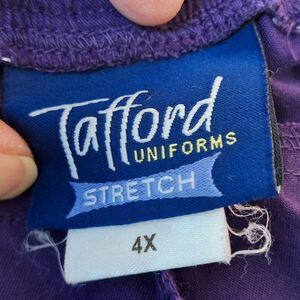 Tafford
UNIFORMS
STRETCH
4X